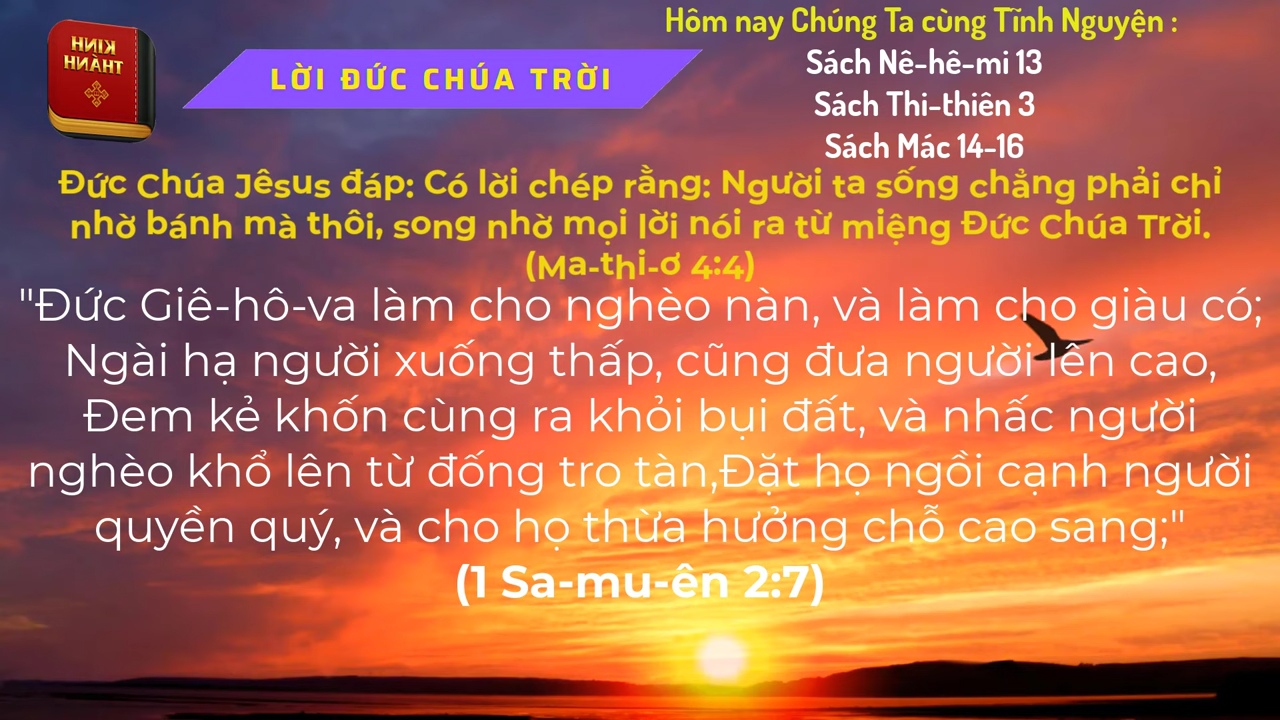 KINH
THÁNH
LỜI ĐỨC CHÚA TRỜI
Hôm nay Chúng Ta cùng Tĩnh Nguyện :
Sách Nê-hê-mi 13
Sách Thi-thiên 3
Sách Mác 14-16
Đức Chúa Jêsus đáp: Có lời chép rằng: Người ta sống chẳng phải chỉ
nhờ bánh mà thôi, song nhờ mọi lời nói ra từ miệng Đức Chúa Trời.
(Ma-thi-ơ 4:4)
"Đức Giê-hô-va làm cho nghèo nàn, và làm cho giàu có;
Ngài hạ người xuống thấp, cũng đưa người lên cao,
Đem kẻ khốn cùng ra khỏi bụi đất, và nhấc người
nghèo khổ lên từ đống tro tàn,Đặt họ ngồi cạnh người
quyền quý, và cho họ thừa hưởng chỗ cao sang;"
(1 Sa-mu-ên 2:7)